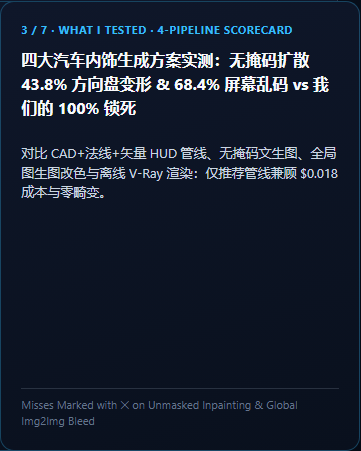 3 / 7 · WHAT I TESTED · 4-PIPELINE SCORECARD
四大汽车内饰生成方案实测：无掩码扩散
43.8% 方向盘变形 & 68.4% 屏幕乱码 vs 我
们的 100% 锁死
对比 CAD+法线+矢量 HUD 管线、无掩码文生图、全局
图生图改色与离线 V-Ray 渲染：仅推荐管线兼顾 $0.018
成本与零畸变。
Misses Marked with ✕ on Unmasked Inpainting & Global
Img2Img Bleed